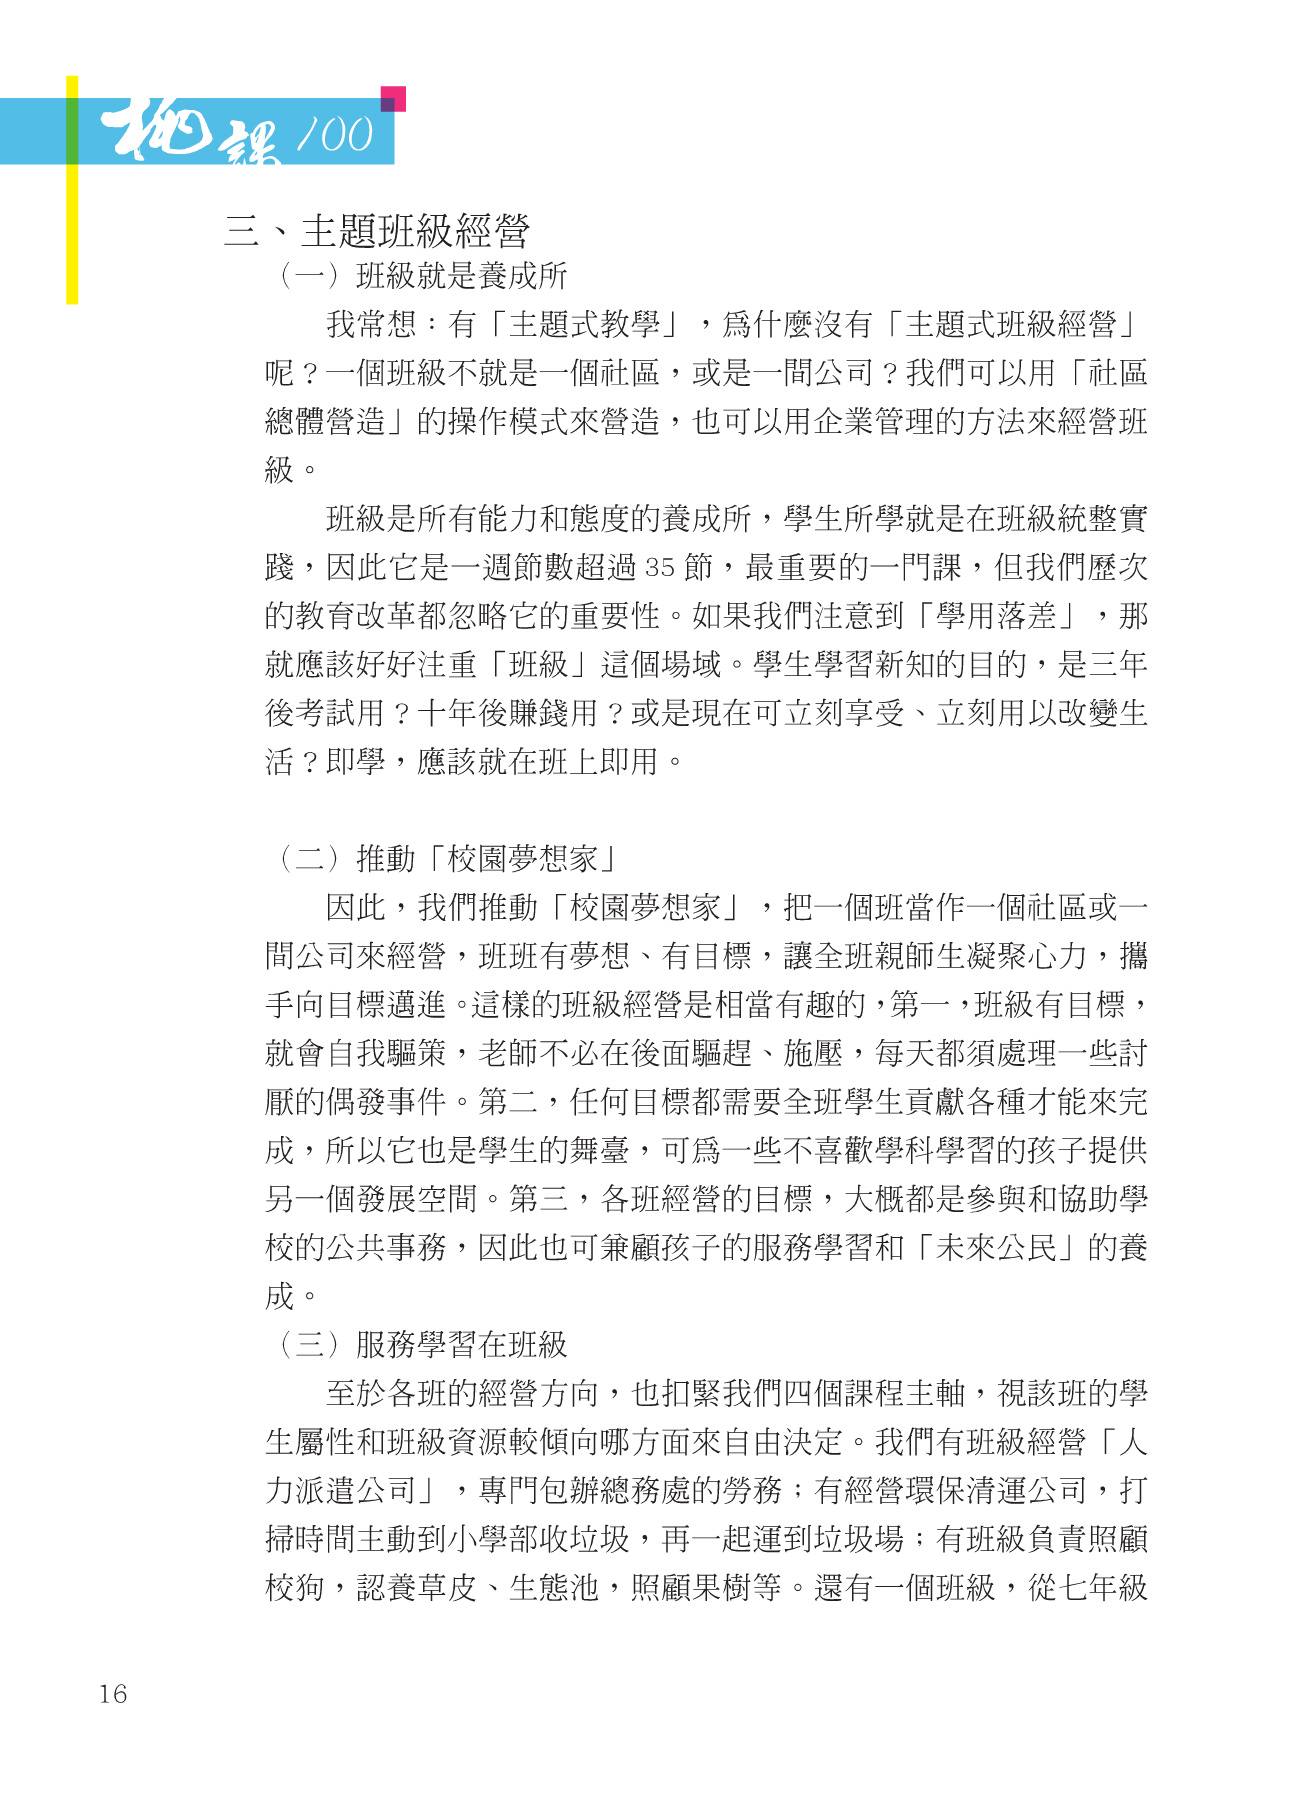 桃課100
三、主題班級經營
（一）班級就是養成所
我常想：有「主題式教學」，為什麼沒有「主題式班級經營」
呢？一個班級不就是一個社區，或是一間公司？我們可以用「社區
總體營造」的操作模式來營造，也可以用企業管理的方法來經營班
級。
班級是所有能力和態度的養成所，學生所學就是在班級統整實
踐，因此它是一週節數超過 35 節，最重要的一門課，但我們歷次
的教育改革都忽略它的重要性。如果我們注意到「學用落差」，那
就應該好好注重「班級」這個場域。學生學習新知的目的，是三年
後考試用？十年後賺錢用？或是現在可立刻享受、立刻用以改變生
活？即學，應該就在班上即用。
（二）推動「校園夢想家」
因此，我們推動「校園夢想家」，把一個班當作一個社區或一
間公司來經營，班班有夢想、有目標，讓全班親師生凝聚心力，攜
手向目標邁進。這樣的班級經營是相當有趣的，第一，班級有目標，
就會自我驅策，老師不必在後面驅趕、施壓，每天都須處理一些討
厭的偶發事件。第二，任何目標都需要全班學生貢獻各種才能來完
成，所以它也是學生的舞臺，可為一些不喜歡學科學習的孩子提供
另一個發展空間。第三，各班經營的目標，大概都是參與和協助學
校的公共事務，因此也可兼顧孩子的服務學習和「未來公民」的養
成。
（三）服務學習在班級
至於各班的經營方向，也扣緊我們四個課程主軸，視該班的學
生屬性和班級資源較傾向哪方面來自由決定。我們有班級經營「人
力派遣公司」，專門包辦總務處的勞務；有經營環保清運公司，打
掃時間主動到小學部收垃圾，再一起運到垃圾場；有班級負責照顧
校狗，認養草皮、生態池，照顧果樹等。還有一個班級，從七年級
16